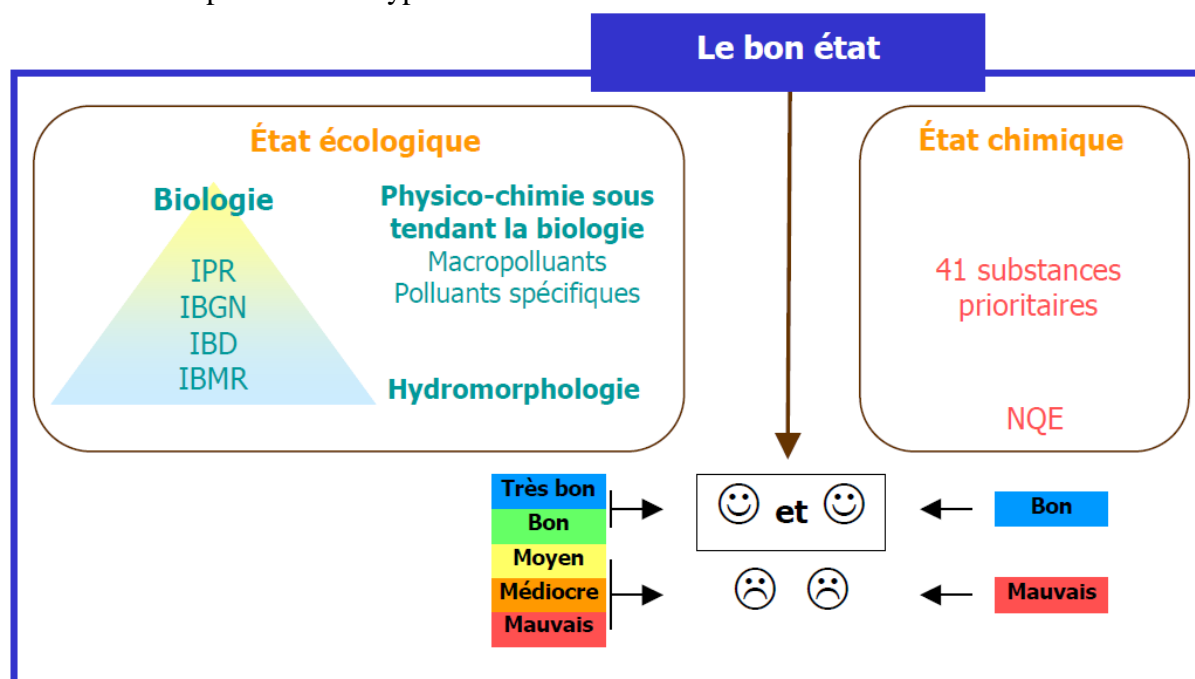 Le bon état
État écologique
Biologie
IPR
IBGN
IBD
IBMR
Physico-chimie sous
tendant la biologie
Macropolluants
Polluants spécifiques
Hydromorphologie
État chimique
41 substances
prioritaires
NQE
Très bon
Bon
Moyen
Médiocre
Mauvais
et
Bon
Mauvais